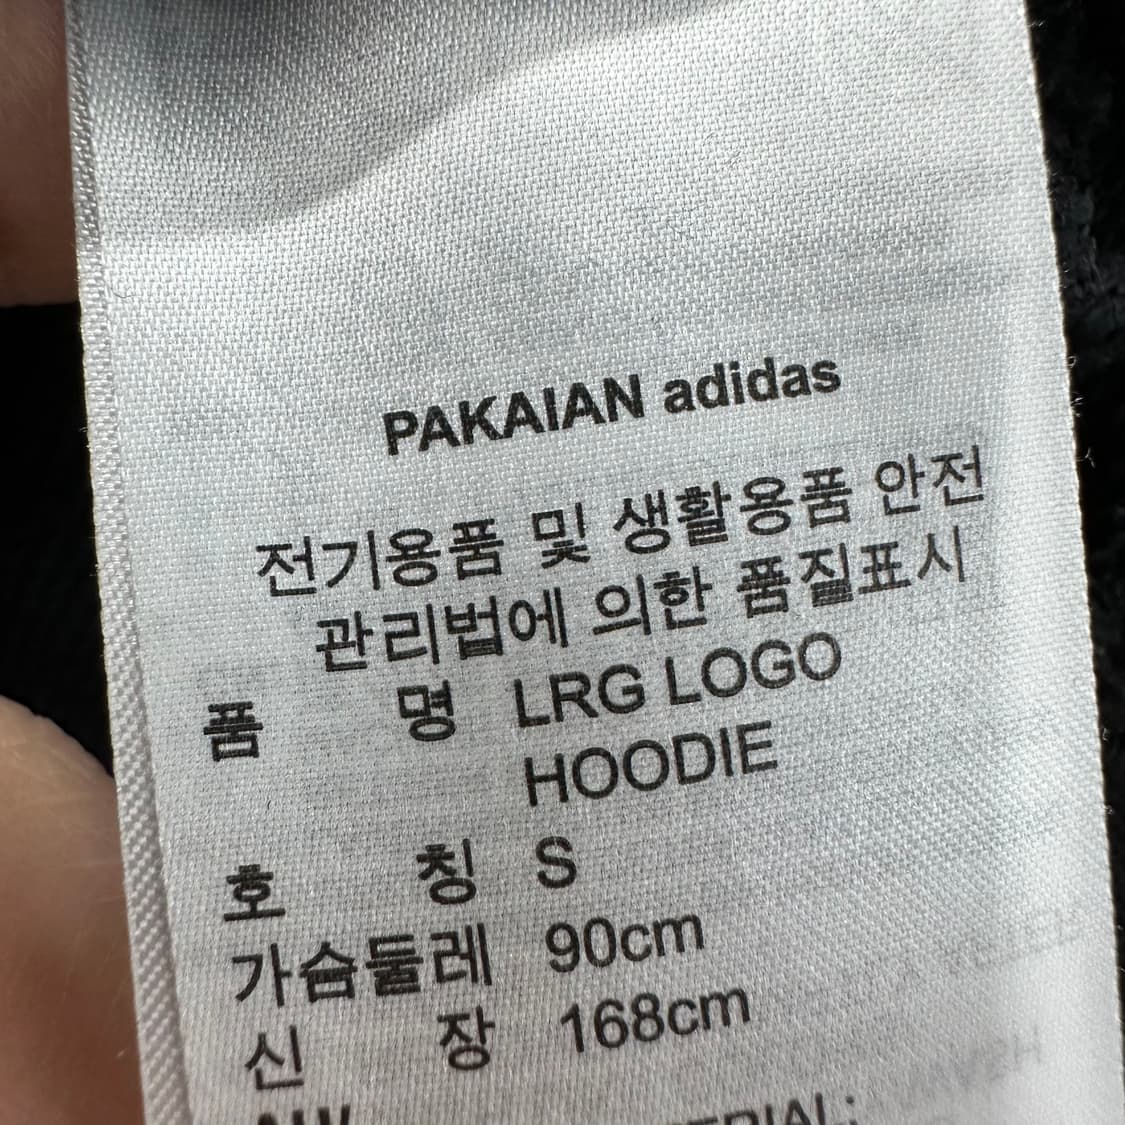 PAKAIAN adidas
전기용품 및 생활용품 안전
관리법에 의한 품질표시
품 명 LRG LOGO
HOODIE
호 칭 S
가슴둘레 90cm
신 장 168cm